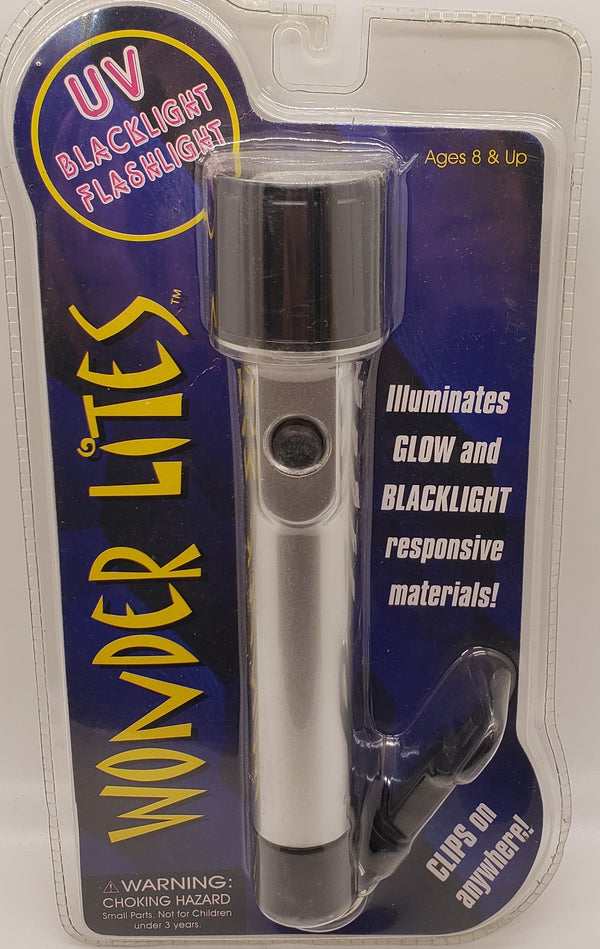 UV
BLACKLIGHT
FLASHLIGHT
Ages 8 & Up
WONDER LiTES™
Illuminates
GLOW and
BLACKLIGHT
responsive
materials!
CLIPS on
anywhere!
⚠WARNING:
CHOKING HAZARD
Small Parts. Not for Children
under 3 years.